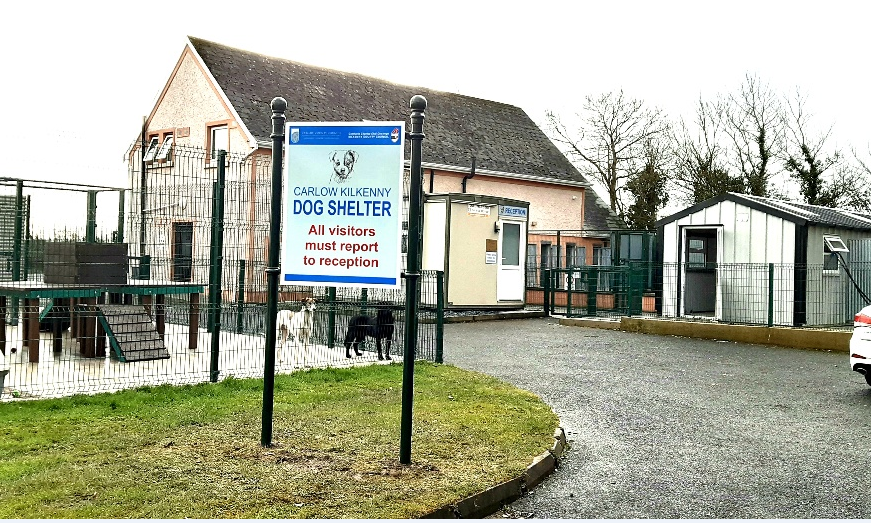 CARLOW KILKENNY
DOG SHELTER
All visitors
must report
to reception
RECEPTION